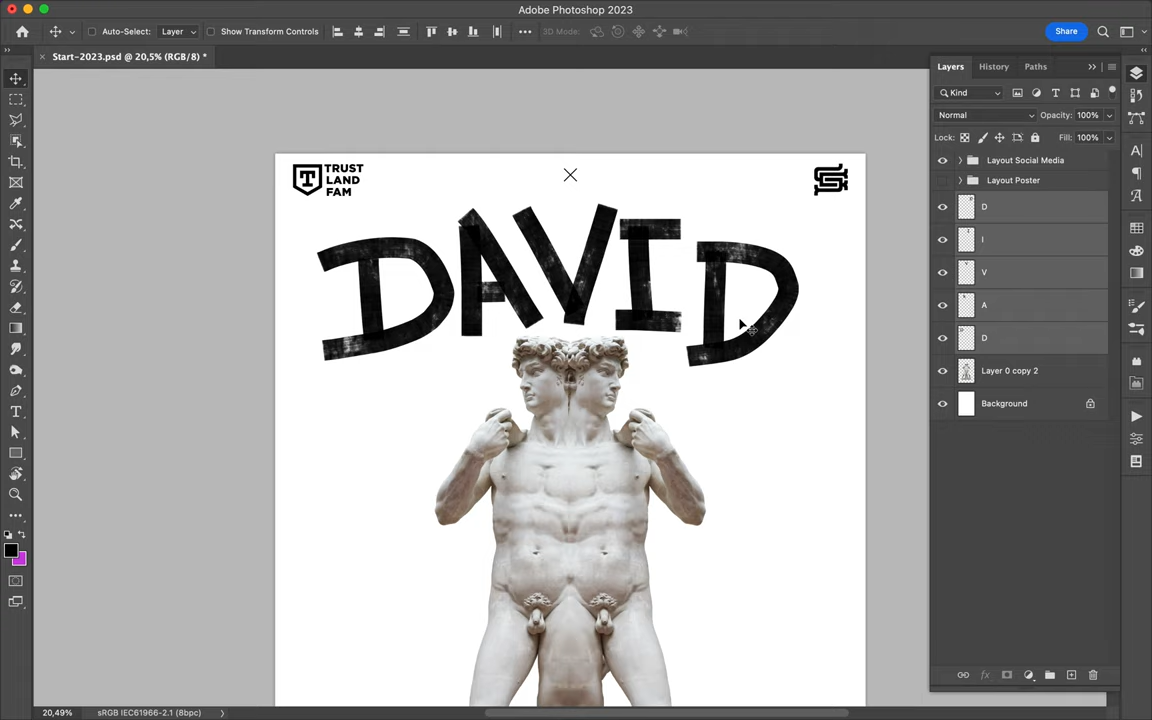 Adobe Photoshop 2023
Auto-Select: Layer Show Transform Controls 3D Mode: Share
Start-2023.psd @ 20,5% (RGB/8) *
Layers History Paths
Kind
Normal Opacity: 100%
Lock: Fill: 100%
Layout Social Media
Layout Poster
D
I
V
A
D
Layer 0 copy 2
Background
TRUST
LAND
FAM
DAVID
20,49% sRGB IEC61966-2.1 (8bpc)